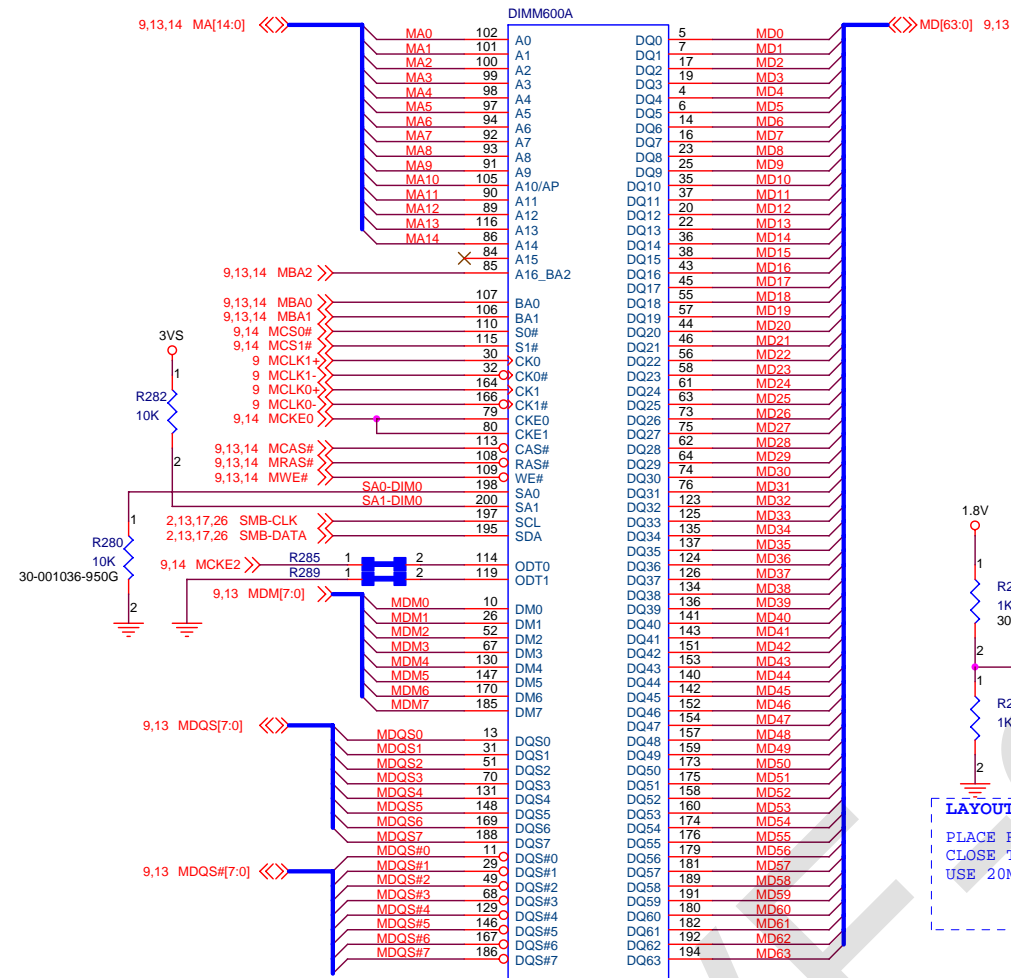 DIMM600A
9,13,14 MA[14:0]
MA0 102 A0
MA1 101 A1
MA2 100 A2
MA3 99 A3
MA4 98 A4
MA5 97 A5
MA6 94 A6
MA7 92 A7
MA8 93 A8
MA9 91 A9
MA10 105 A10/AP
MA11 90 A11
MA12 89 A12
MA13 116 A13
MA14 86 A14
84 A15
9,13,14 MBA2 85 A16_BA2
9,13,14 MBA0 107 BA0
9,13,14 MBA1 106 BA1
9,14 MCS0# 110 S0#
9,14 MCS1# 115 S1#
9 MCLK1+ 30 CK0
9 MCLK1- 32 CK0#
9 MCLK0+ 164 CK1
9 MCLK0- 166 CK1#
9,14 MCKE0 79 CKE0
80 CKE1
9,13,14 MCAS# 113 CAS#
9,13,14 MRAS# 108 RAS#
9,13,14 MWE# 109 WE#
SA0-DIM0 198 SA0
SA1-DIM0 200 SA1
2,13,17,26 SMB-CLK 197 SCL
2,13,17,26 SMB-DATA 195 SDA
3VS
1
R282
10K
2
1
R280
10K
30-001036-950G
2
9,14 MCKE2 R285 1 2 114 ODT0
R289 1 2 119 ODT1
9,13 MDM[7:0]
MDM0 10 DM0
MDM1 26 DM1
MDM2 52 DM2
MDM3 67 DM3
MDM4 130 DM4
MDM5 147 DM5
MDM6 170 DM6
MDM7 185 DM7
9,13 MDQS[7:0]
MDQS0 13 DQS0
MDQS1 31 DQS1
MDQS2 51 DQS2
MDQS3 70 DQS3
MDQS4 131 DQS4
MDQS5 148 DQS5
MDQS6 169 DQS6
MDQS7 188 DQS7
9,13 MDQS#[7:0]
MDQS#0 11 DQS#0
MDQS#1 29 DQS#1
MDQS#2 49 DQS#2
MDQS#3 68 DQS#3
MDQS#4 129 DQS#4
MDQS#5 146 DQS#5
MDQS#6 167 DQS#6
MDQS#7 186 DQS#7
MD[63:0] 9,13
DQ0 5 MD0
DQ1 7 MD1
DQ2 17 MD2
DQ3 19 MD3
DQ4 4 MD4
DQ5 6 MD5
DQ6 14 MD6
DQ7 16 MD7
DQ8 23 MD8
DQ9 25 MD9
DQ10 35 MD10
DQ11 37 MD11
DQ12 20 MD12
DQ13 22 MD13
DQ14 36 MD14
DQ15 38 MD15
DQ16 43 MD16
DQ17 45 MD17
DQ18 55 MD18
DQ19 57 MD19
DQ20 44 MD20
DQ21 46 MD21
DQ22 56 MD22
DQ23 58 MD23
DQ24 61 MD24
DQ25 63 MD25
DQ26 73 MD26
DQ27 75 MD27
DQ28 62 MD28
DQ29 64 MD29
DQ30 74 MD30
DQ31 76 MD31
DQ32 123 MD32
DQ33 125 MD33
DQ34 135 MD34
DQ35 137 MD35
DQ36 124 MD36
DQ37 126 MD37
DQ38 134 MD38
DQ39 136 MD39
DQ40 141 MD40
DQ41 143 MD41
DQ42 151 MD42
DQ43 153 MD43
DQ44 140 MD44
DQ45 142 MD45
DQ46 152 MD46
DQ47 154 MD47
DQ48 157 MD48
DQ49 159 MD49
DQ50 173 MD50
DQ51 175 MD51
DQ52 158 MD52
DQ53 160 MD53
DQ54 174 MD54
DQ55 176 MD55
DQ56 179 MD56
DQ57 181 MD57
DQ58 189 MD58
DQ59 191 MD59
DQ60 180 MD60
DQ61 182 MD61
DQ62 192 MD62
DQ63 194 MD63
1.8V
1
R2
1K
30
2
1
R2
1K
2
LAYOUT
PLACE
CLOSE T
USE 20M